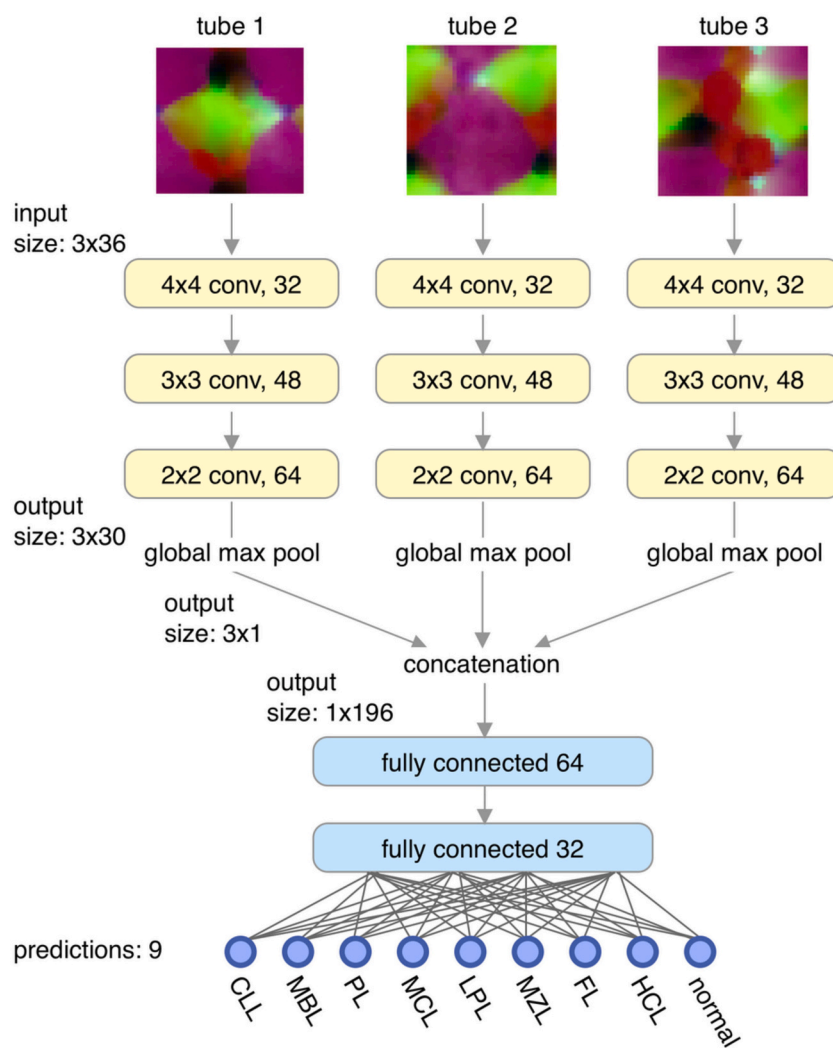 tube 1
tube 2
tube 3
input
size: 3x36
4x4 conv, 32
4x4 conv, 32
4x4 conv, 32
3x3 conv, 48
3x3 conv, 48
3x3 conv, 48
2x2 conv, 64
2x2 conv, 64
2x2 conv, 64
output
size: 3x30
global max pool
global max pool
global max pool
output
size: 3x1
concatenation
output
size: 1x196
fully connected 64
fully connected 32
predictions: 9
CLL
MBL
PL
MCL
LPL
MZL
FL
HCL
normal